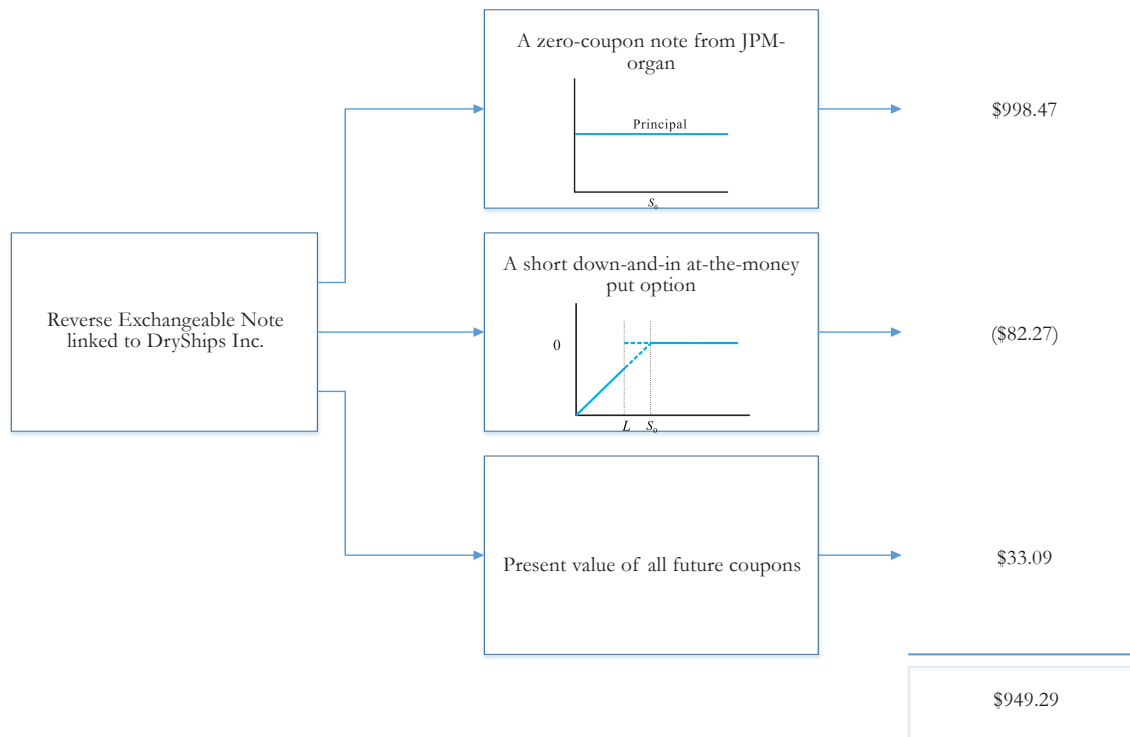 A zero-coupon note from JPM-
organ
Principal
S₀
$998.47
Reverse Exchangeable Note
linked to DryShips Inc.
A short down-and-in at-the-money
put option
0
L S₀
($82.27)
Present value of all future coupons
$33.09
$949.29